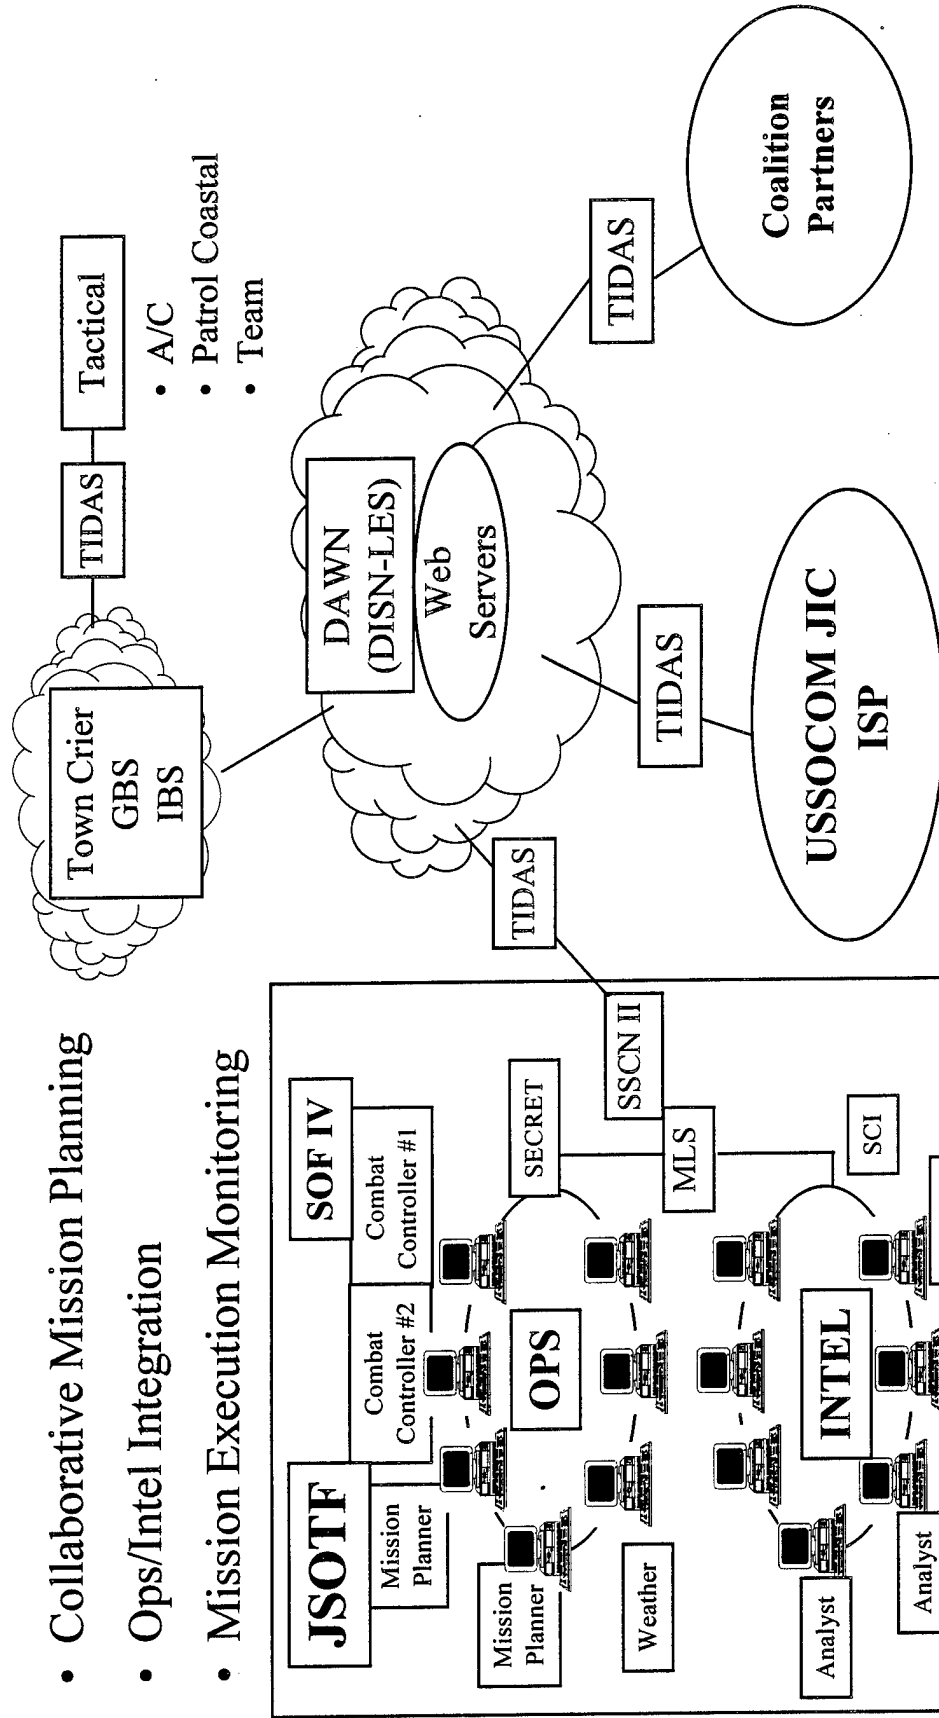 • Collaborative Mission Planning
• Ops/Intel Integration
• Mission Execution Monitoring
Town Crier
GBS
IBS
TIDAS
Tactical
• A/C
• Patrol Coastal
• Team
DAWN
(DISN-LES)
Web
Servers
TIDAS
Coalition
Partners
TIDAS
USSOCOM JIC
ISP
TIDAS
JSOTF
SOF IV
Mission
Planner
Combat
Controller #2
Combat
Controller #1
Mission
Planner
OPS
SECRET
SSCN II
Weather
MLS
INTEL
SCI
Analyst
Analyst